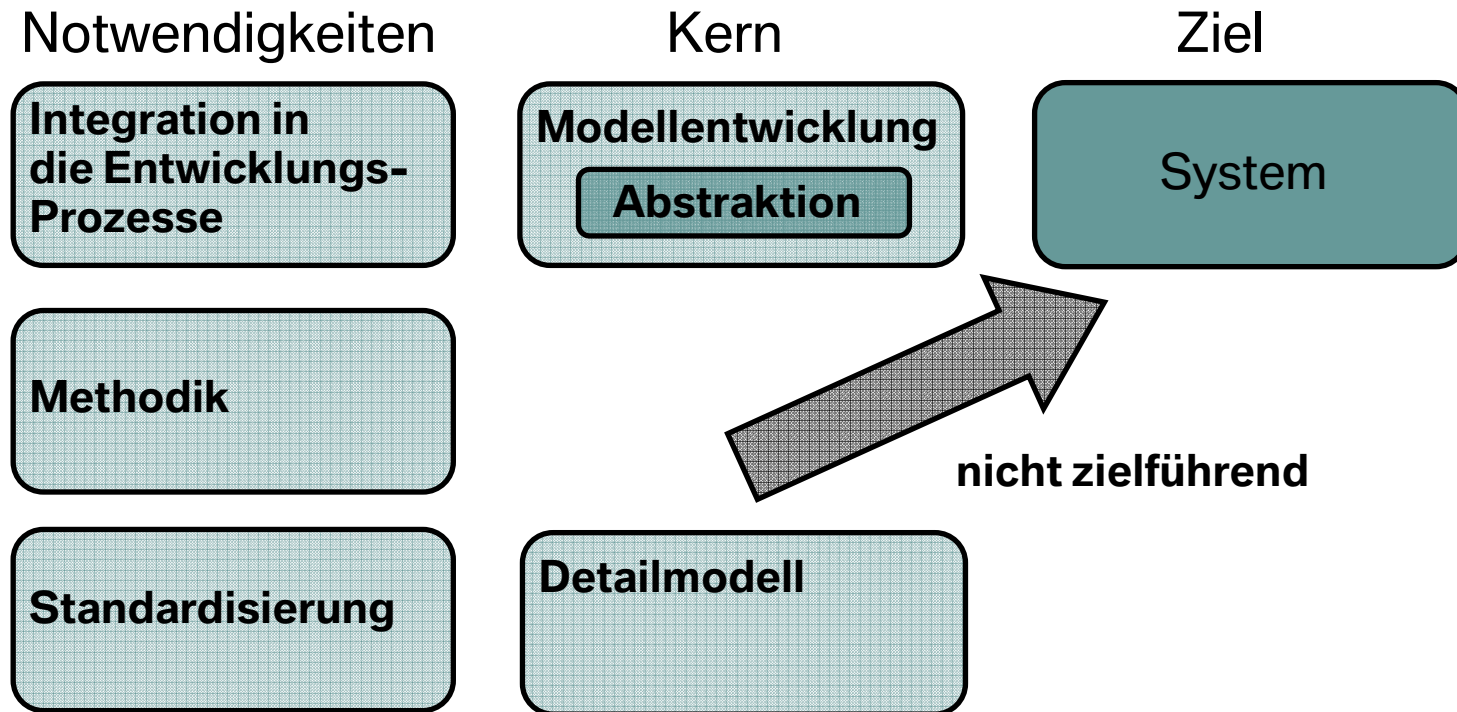 Notwendigkeiten
Kern
Ziel
Integration in
die Entwicklungs-
Prozesse
Modellentwicklung
Abstraktion
System
Methodik
nicht zielführend
Standardisierung
Detailmodell